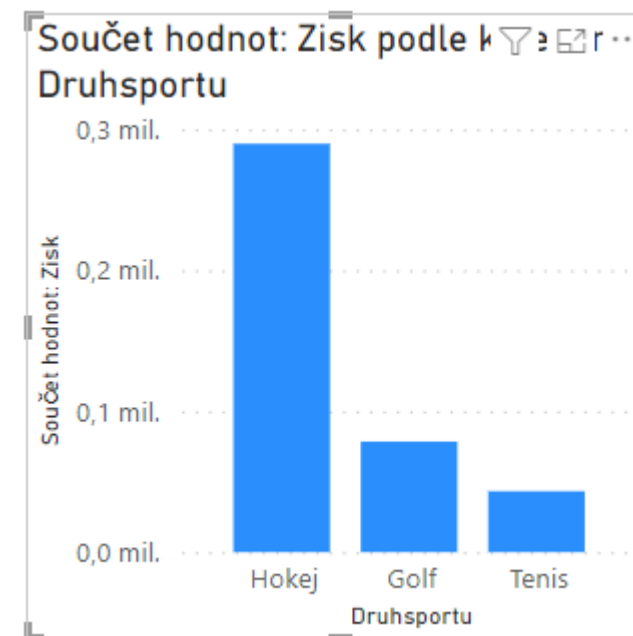 Součet hodnot: Zisk podle
Druhsportu
0,3 mil.
0,2 mil.
0,1 mil.
0,0 mil.
Součet hodnot: Zisk
Hokej
Golf
Tenis
Druhsportu